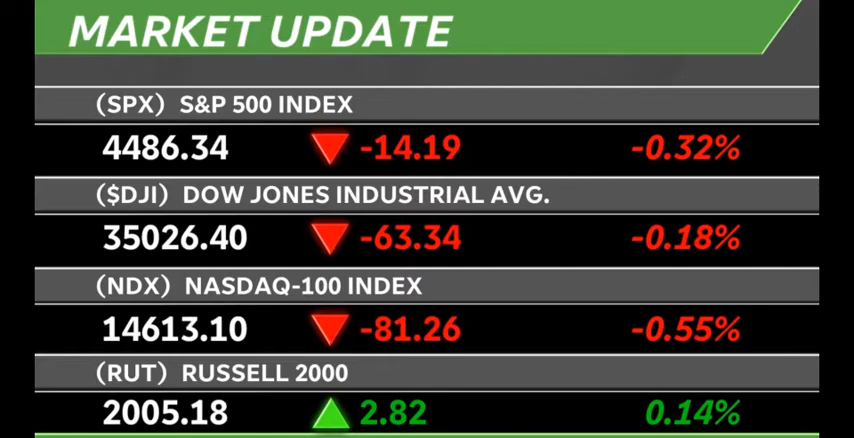 MARKET UPDATE
(SPX) S&P 500 INDEX
4486.34 -14.19 -0.32%
($DJI) DOW JONES INDUSTRIAL AVG.
35026.40 -63.34 -0.18%
(NDX) NASDAQ-100 INDEX
14613.10 -81.26 -0.55%
(RUT) RUSSELL 2000
2005.18 2.82 0.14%